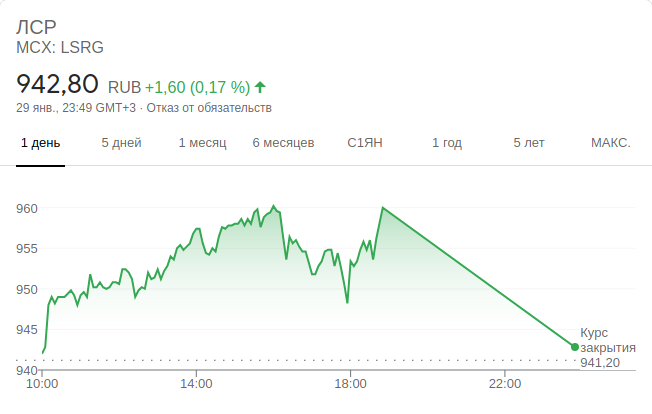 ЛСР
MCX: LSRG
942,80 RUB +1,60 (0,17 %)
29 янв., 23:49 GMT+3 · Отказ от обязательств
1 день 5 дней 1 месяц 6 месяцев С1ЯН 1 год 5 лет МАКС.
960
955
950
945
940
Курс
закрытия
941,20
10:00 14:00 18:00 22:00